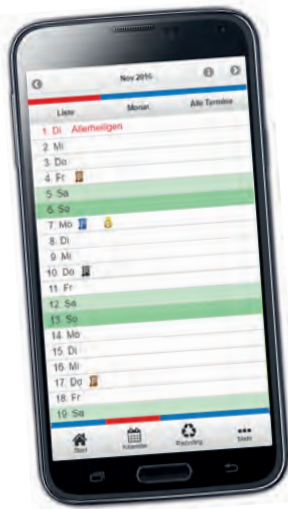 Nov 2016
Liste Monat Alle Termine
1. Di Allerheiligen
2. Mi
3. Do
4. Fr
5. Sa
6. So
7. Mo
8. Di
9. Mi
10. Do
11. Fr
12. Sa
13. So
14. Mo
15. Di
16. Mi
17. Do
18. Fr
19. Sa
Start Kalender Recycling Mehr